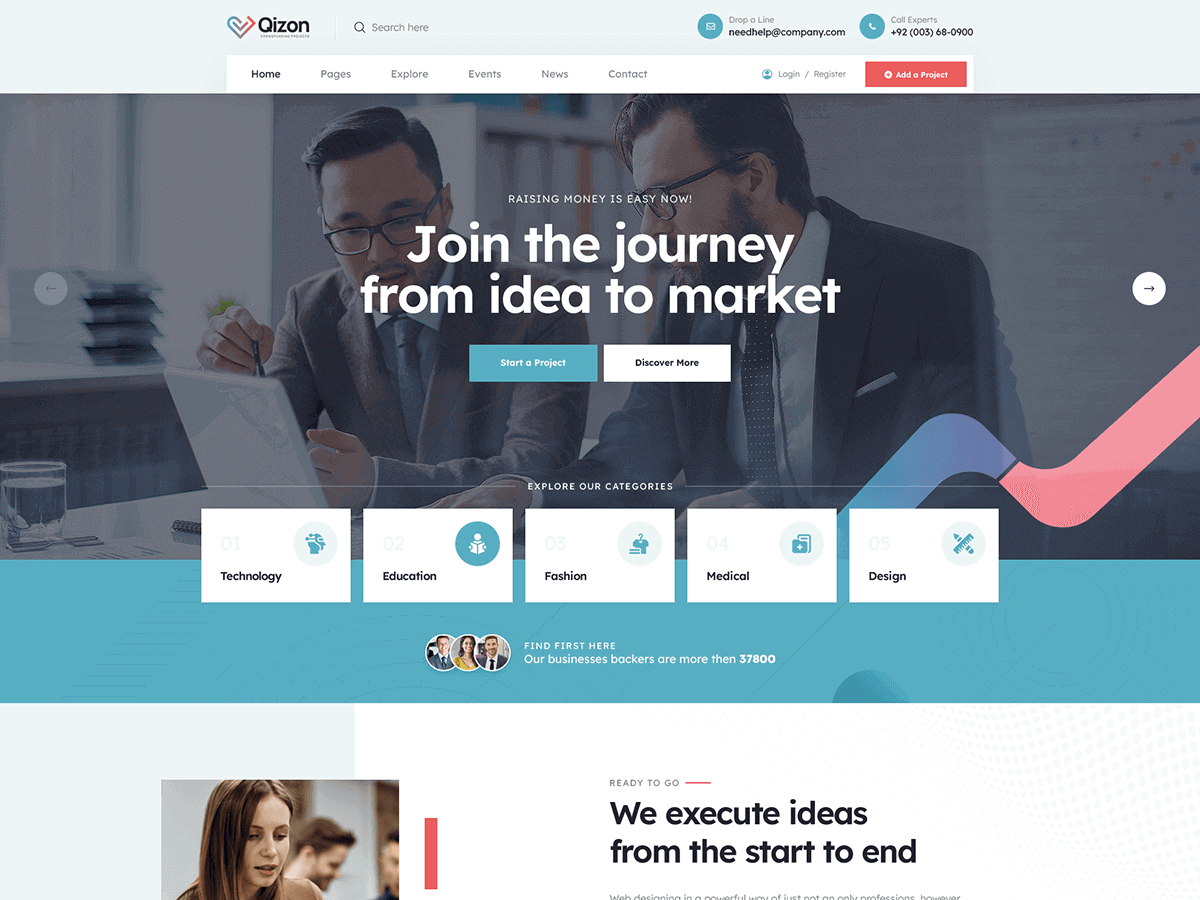 Qizon
CROWDFUNDING PROJECTS
Search here
Drop a Line
needhelp@company.com
Call Experts
+92 (003) 68-0900
Home
Pages
Explore
Events
News
Contact
Login / Register
Add a Project
RAISING MONEY IS EASY NOW!
Join the journey
from idea to market
Start a Project
Discover More
EXPLORE OUR CATEGORIES
01
Technology
02
Education
03
Fashion
04
Medical
05
Design
FIND FIRST HERE
Our businesses backers are more then 37800
READY TO GO
We execute ideas
from the start to end
Web designing in a powerful way of just not an only professions, however